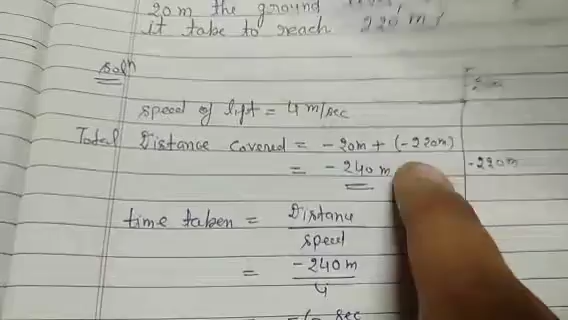 20m the ground
it take to reach 220m
soln
speed of lift = 4 m/sec
Total Distance covered = -20m + (-220m)
= -240 m
-220m
time taken = Distance
speed
= -240 m
4
sec